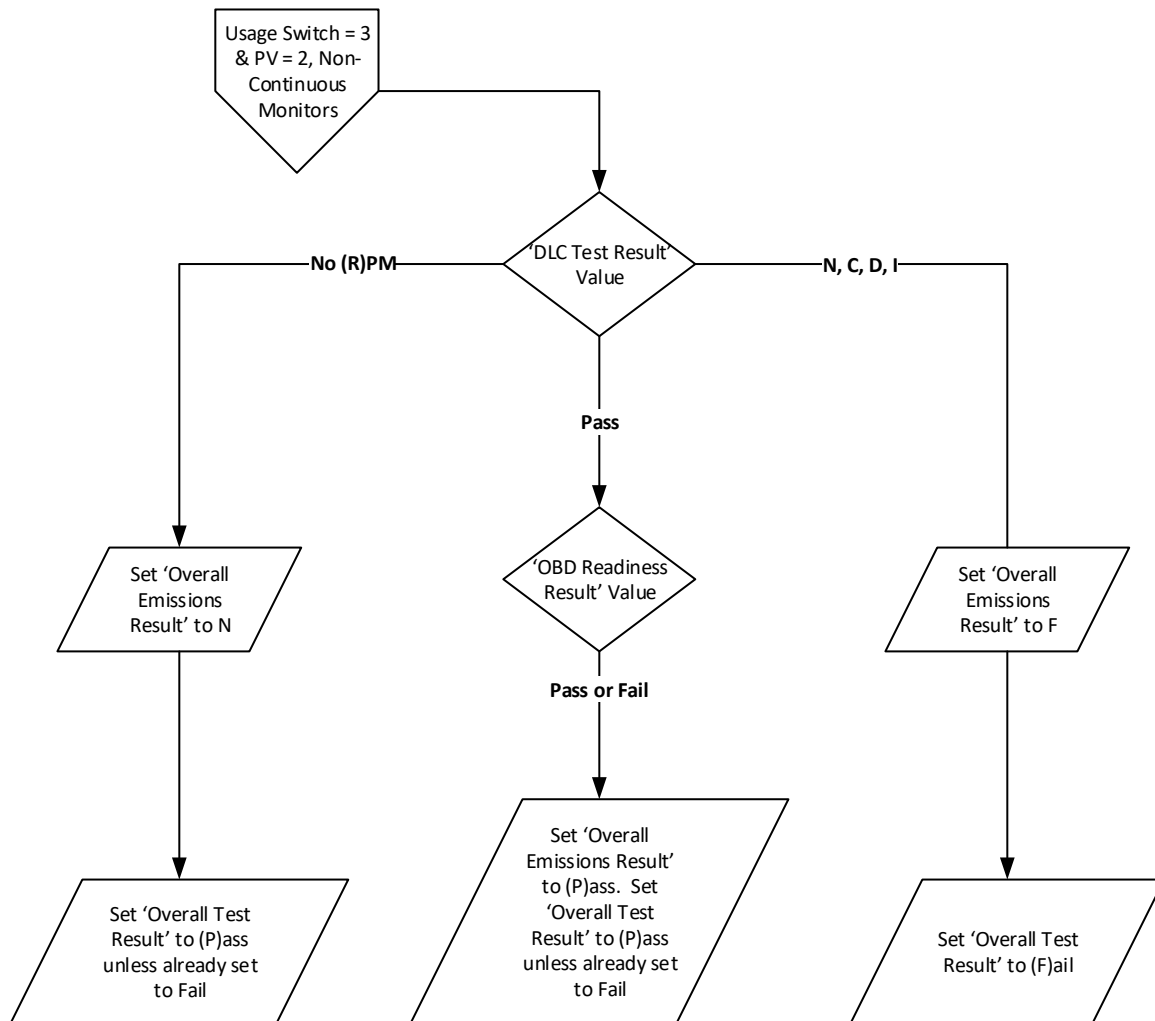 Usage Switch = 3
& PV = 2, Non-
Continuous
Monitors
‘DLC Test Result’
Value
No (R)PM
N, C, D, I
Pass
Set ‘Overall
Emissions
Result’ to N
‘OBD Readiness
Result’ Value
Set ‘Overall
Emissions
Result’ to F
Pass or Fail
Set ‘Overall Test
Result’ to (P)ass
unless already set
to Fail
Set ‘Overall
Emissions Result’
to (P)ass.  Set
‘Overall Test
Result’ to (P)ass
unless already set
to Fail
Set ‘Overall Test
Result’ to (F)ail